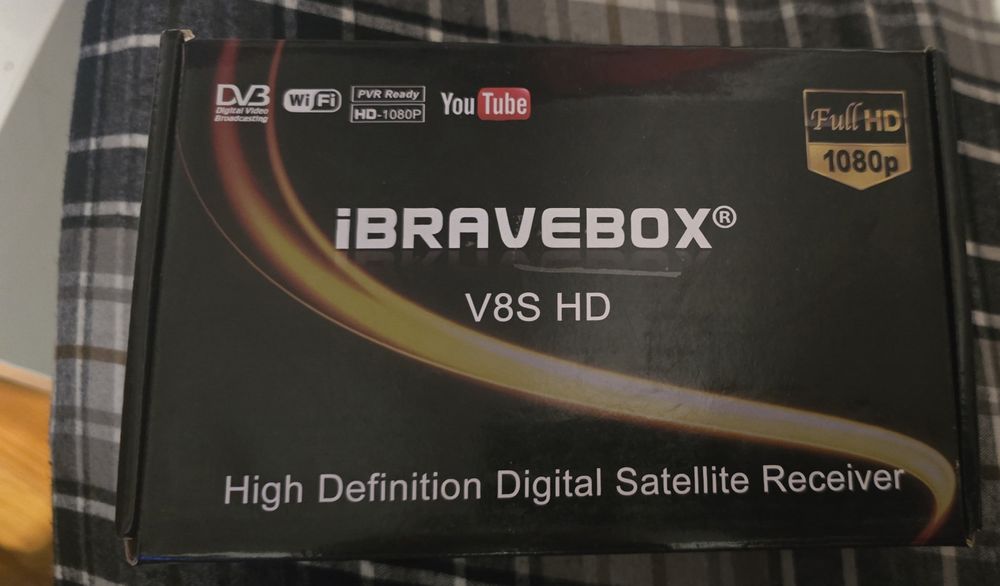 DVB
Digital Video
Broadcasting
WiFi
PVR Ready
HD-1080P
YouTube
Full HD
1080p
iBRAVEBOX®
V8S HD
High Definition Digital Satellite Receiver